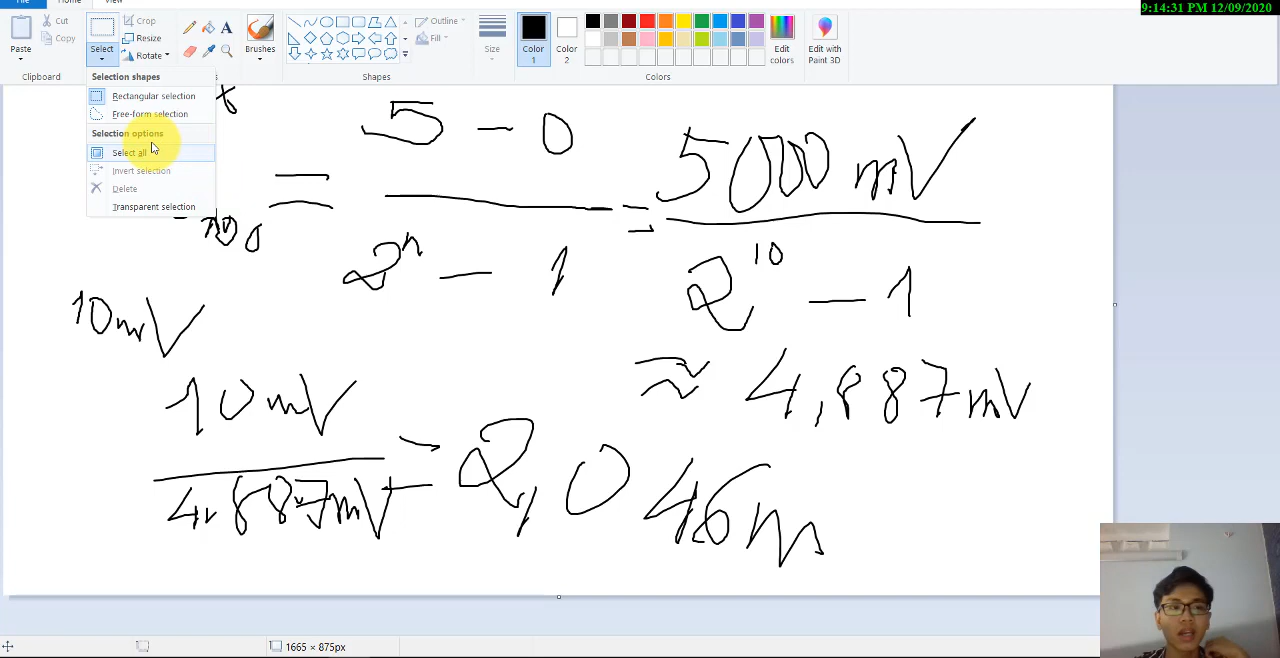 9:14:31 PM 12/09/2020
File
Home
View
Paste
Cut
Copy
Clipboard
Select
Crop
Resize
Rotate
Brushes
Shapes
Outline
Fill
Size
Color
1
Color
2
Edit
colors
Colors
Edit with
Paint 3D
Selection shapes
Rectangular selection
Free-form selection
Selection options
Select all
Invert selection
Delete
Transparent selection
= 5 - 0 = 5000 mV
2ⁿ - 1 2¹⁰ - 1
10mV
≈ 4,887mV
10mV
4,887mV = 2,046m
1665 × 875px